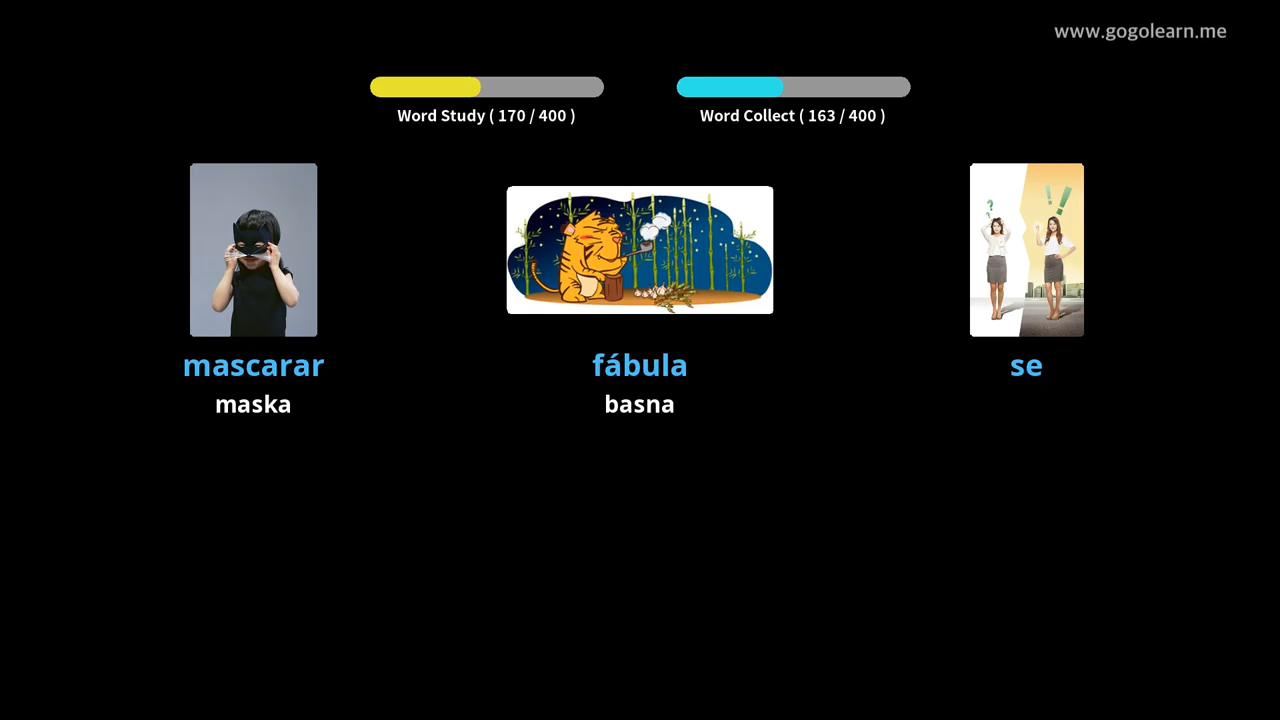 www.gogolearn.me
Word Study ( 170 / 400 )
Word Collect ( 163 / 400 )
mascarar
maska
fábula
basna
se